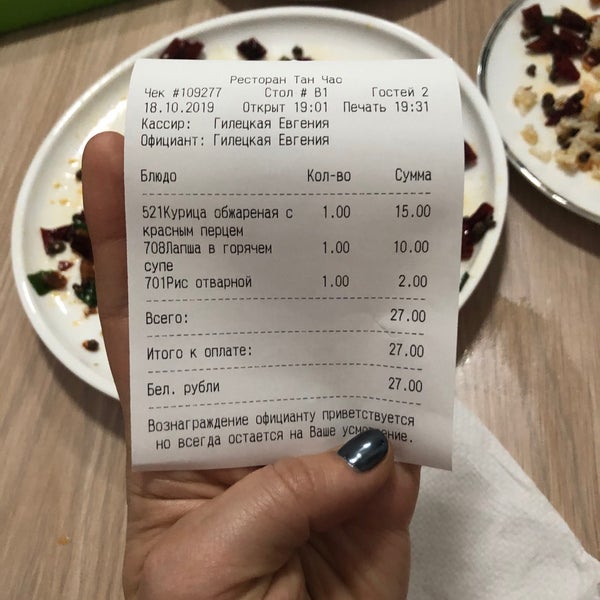 Ресторан Тан Час
Чек #109277 Стол # В1 Гостей 2
18.10.2019 Открыт 19:01 Печать 19:31
Кассир: Гилецкая Евгения
Официант: Гилецкая Евгения
Блюдо Кол-во Сумма
521Курица обжареная с 1.00 15.00
красным перцем
708Лапша в горячем 1.00 10.00
супе
701Рис отварной 1.00 2.00
Всего: 27.00
Итого к оплате: 27.00
Бел. рубли 27.00
Вознаграждение официанту приветствуется
но всегда остается на Ваше усмотрение.